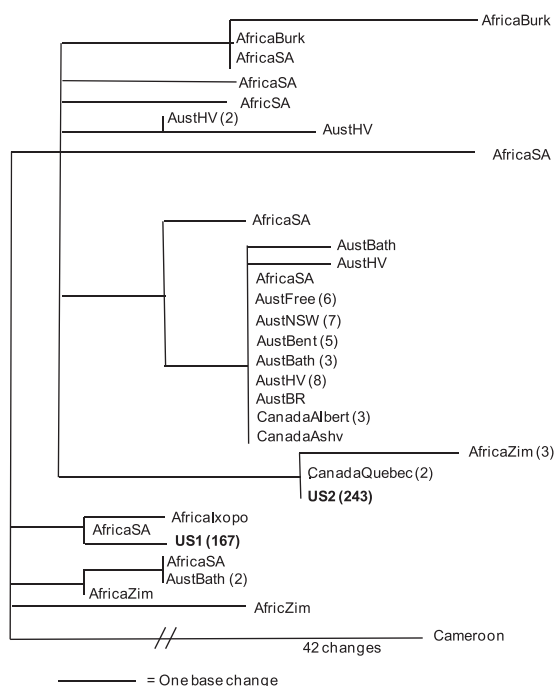 AfricaBurk
AfricaBurk
AfricaSA
AfricaSA
AfricSA
AustHV (2)
AustHV
AfricaSA
AfricaSA
AustBath
AustHV
AfricaSA
AustFree (6)
AustNSW (7)
AustBent (5)
AustBath (3)
AustHV (8)
AustBR
CanadaAlbert (3)
CanadaAshv
AfricaZim (3)
CanadaQuebec (2)
US2 (243)
AfricaIxopo
AfricaSA
US1 (167)
AfricaSA
AustBath (2)
AfricaZim
AfricZim
Cameroon
42 changes
= One base change